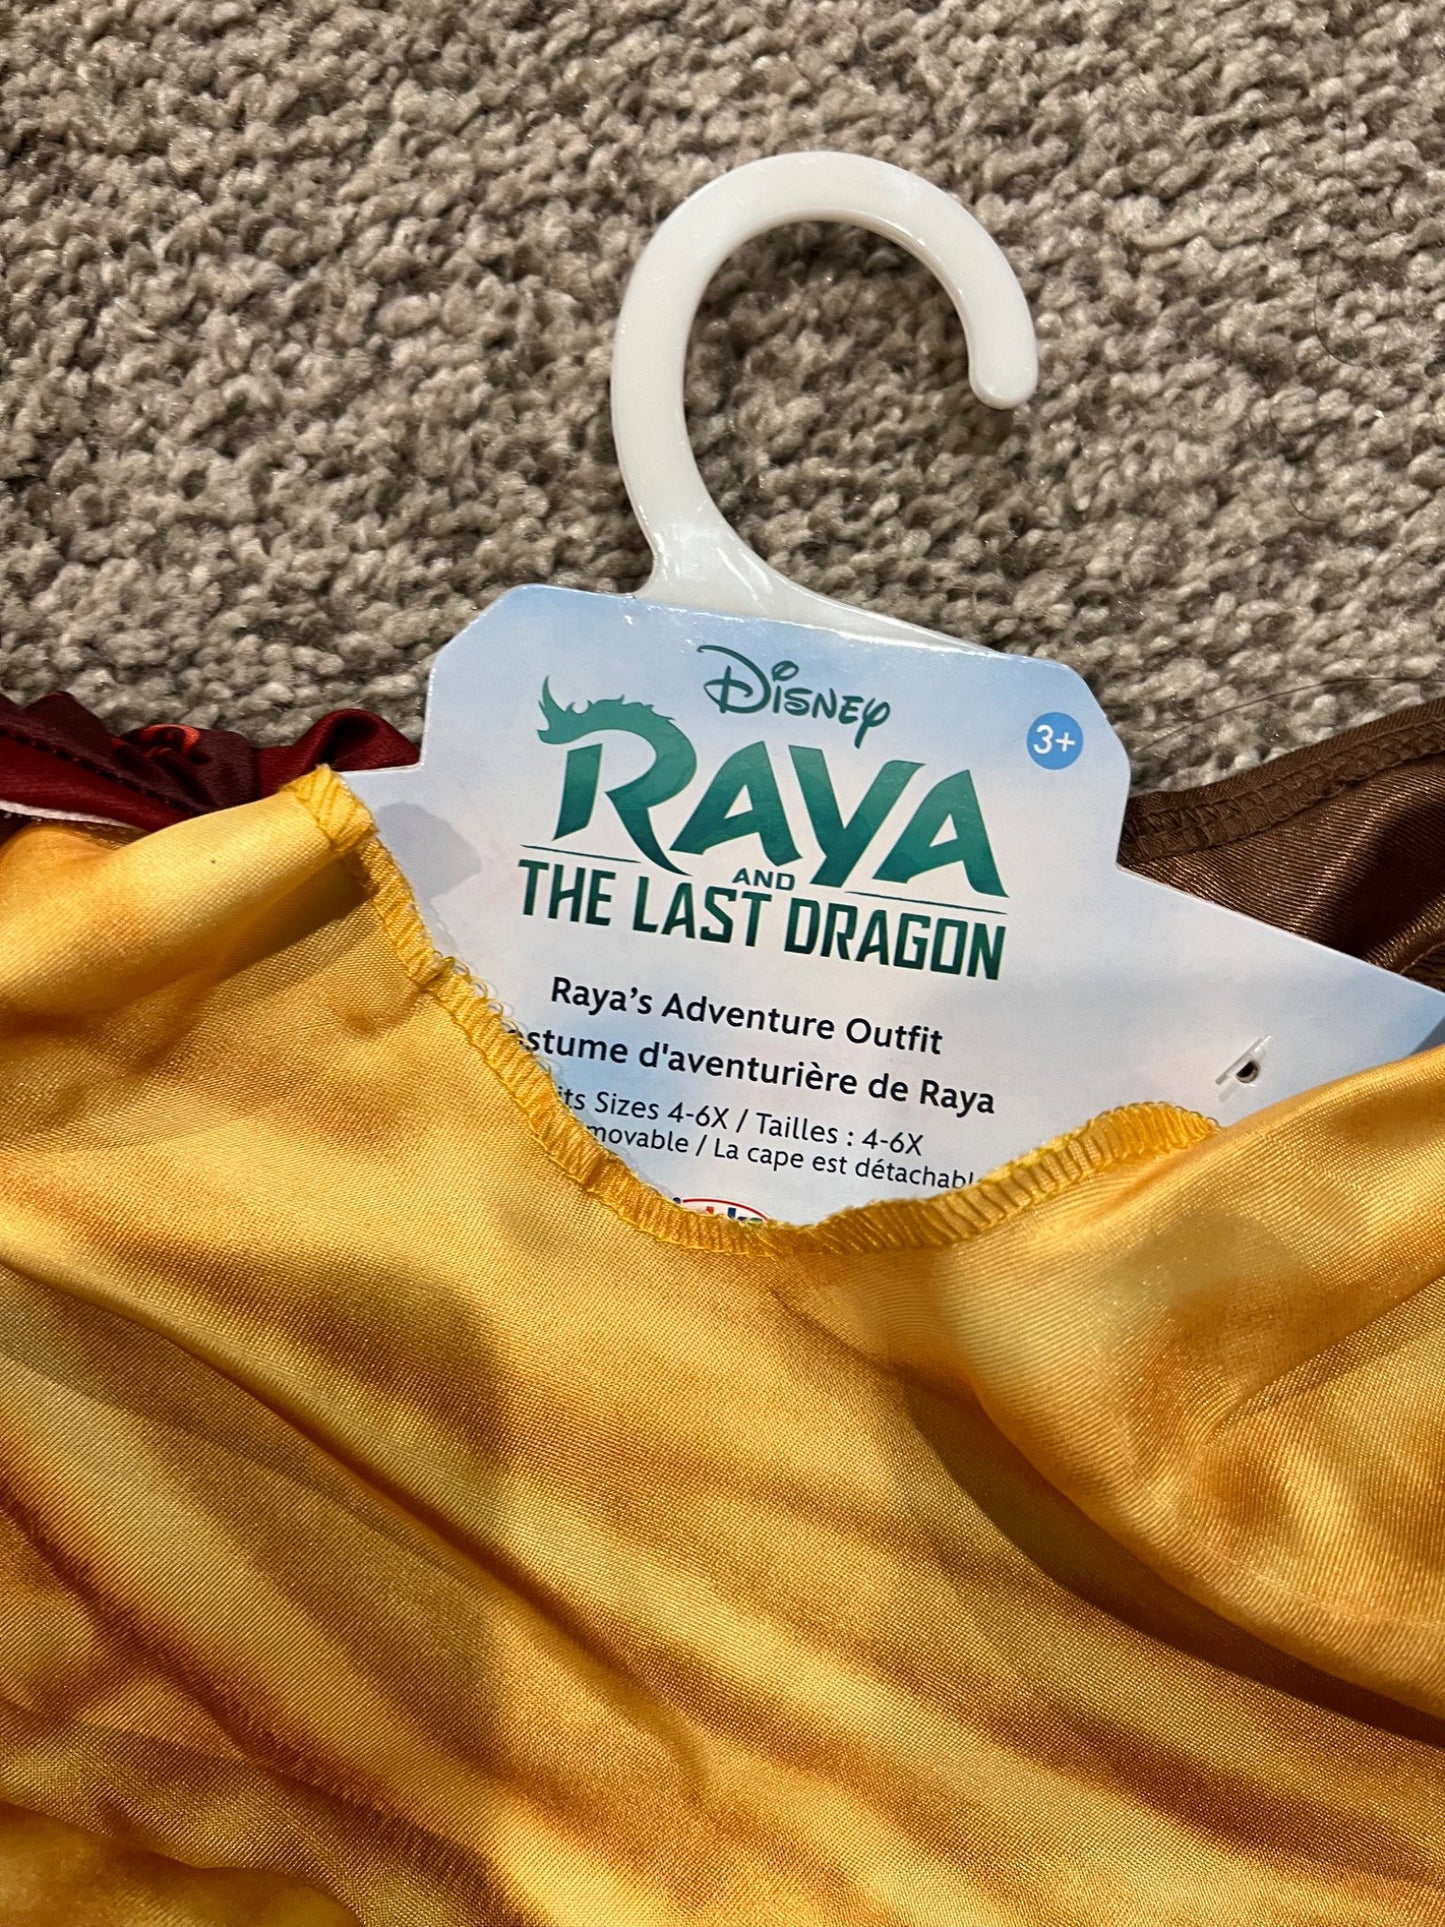 Disney
RAYA
AND
THE LAST DRAGON
3+
Raya's Adventure Outfit
d'aventurière de Raya
Sizes 4-6X / Tailles : 4-6X
/ La cape est